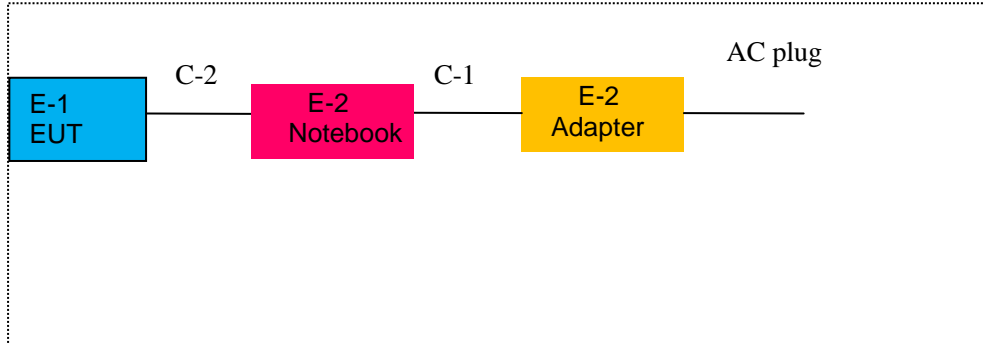 AC plug
C-2
C-1
E-1
EUT
E-2
Notebook
E-2
Adapter